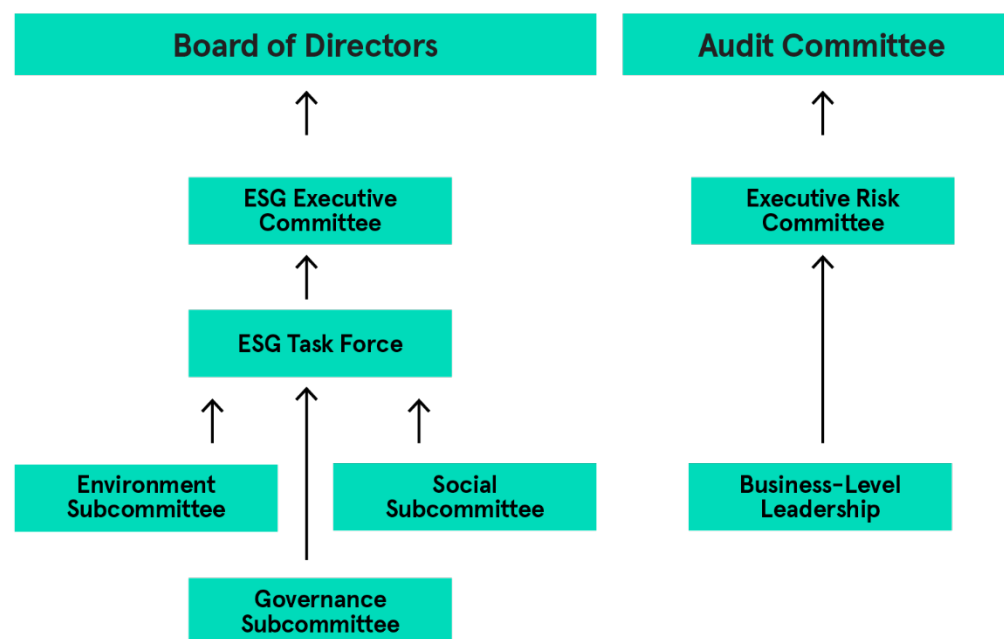 Board of Directors
Audit Committee
ESG Executive
Committee
Executive Risk
Committee
ESG Task Force
Environment
Subcommittee
Social
Subcommittee
Business-Level
Leadership
Governance
Subcommittee